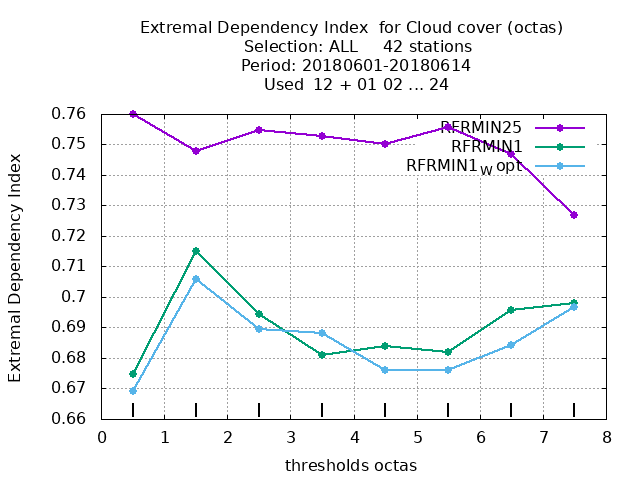 Extremal Dependency Index  for Cloud cover (octas)
Selection: ALL     42 stations
Period: 20180601-20180614
Used  12 + 01 02 ... 24
Extremal Dependency Index
0.76
0.75
0.74
0.73
0.72
0.71
0.7
0.69
0.68
0.67
0.66
RFRMIN25
RFRMIN1
RFRMIN1W opt
0 1 2 3 4 5 6 7 8
thresholds octas